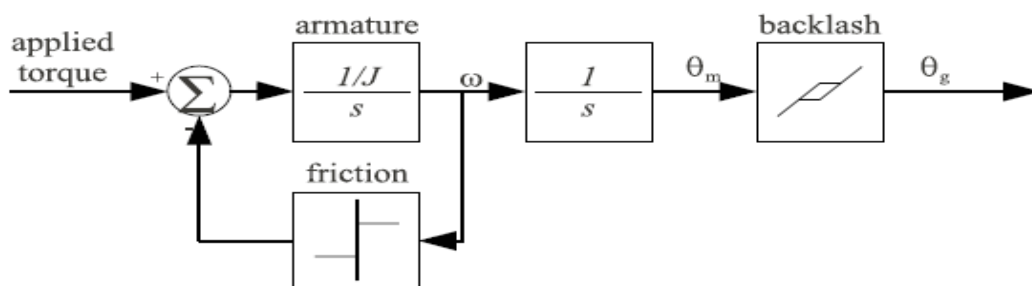 armature
backlash
applied
torque
+
Σ
-
1/J
s
ω
1
s
θm
θg
friction